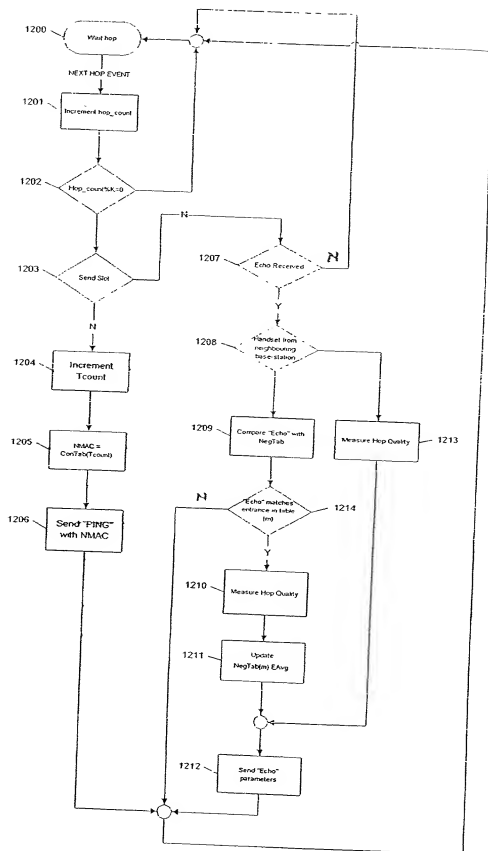 1200
Wait hop
NEXT HOP EVENT
1201
Increment hop_count
1202
Hop_count%K=0
N
1203
Send Slot
1207
Echo Received
N
N
Y
1204
Increment
Tcount
1208
Handset from
neighbouring
base-station
1205
NMAC =
ConTab(Tcount)
1209
Compare "Echo" with
NegTab
Measure Hop Quality
1213
1206
Send "PING"
with NMAC
N
"Echo" matches
entrance in table
(m)
1214
Y
1210
Measure Hop Quality
1211
Update
NegTab(m) EAvg
1212
Send "Echo"
parameters